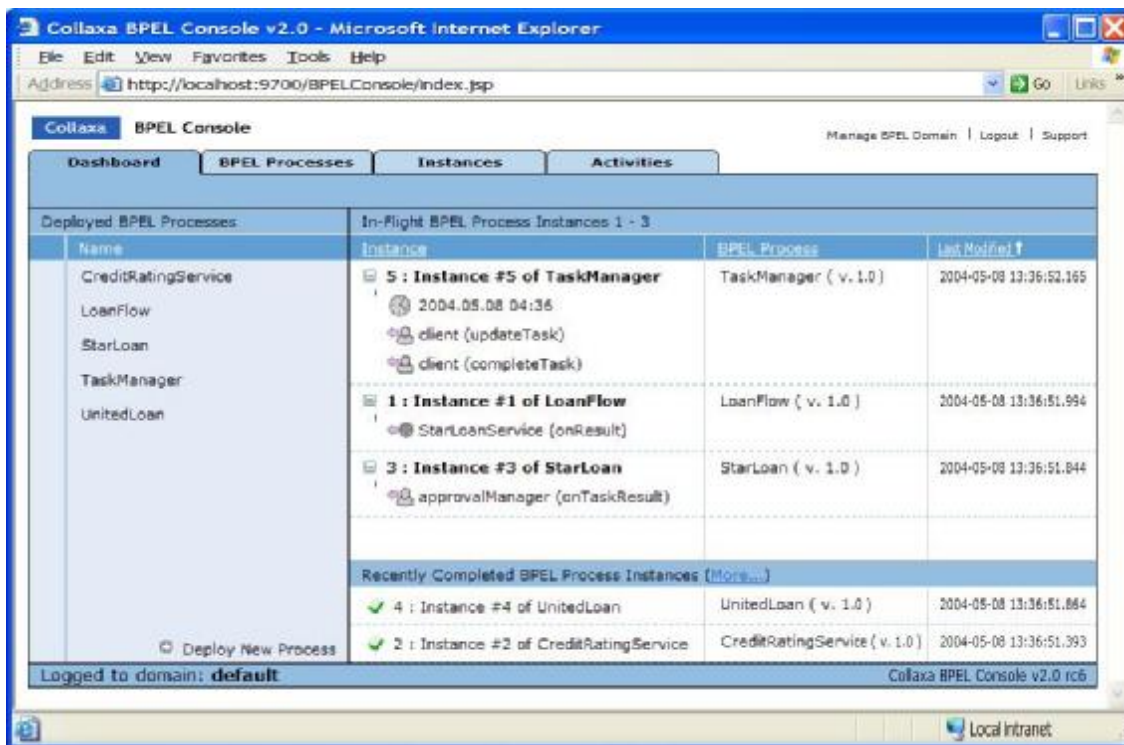 Collaxa BPEL Console v2.0 - Microsoft Internet Explorer
File Edit View Favorites Tools Help
Address http://localhost:9700/BPELConsole/index.jsp Go Links »
Collaxa BPEL Console
Manage BPEL Domain | Logout | Support
Dashboard BPEL Processes Instances Activities
Deployed BPEL Processes
Name
CreditRatingService
LoanFlow
StarLoan
TaskManager
UnitedLoan
Deploy New Process
In-Flight BPEL Process Instances 1 - 3
Instance BPEL Process Last Modified
5 : Instance #5 of TaskManager TaskManager ( v. 1.0 ) 2004-05-08 13:36:52.165
2004.05.08 04:36
client (updateTask)
client (completeTask)
1 : Instance #1 of LoanFlow LoanFlow ( v. 1.0 ) 2004-05-08 13:36:51.994
StarLoanService (onResult)
3 : Instance #3 of StarLoan StarLoan ( v. 1.0 ) 2004-05-08 13:36:51.844
approvalManager (onTaskResult)
Recently Completed BPEL Process Instances (More...)
4 : Instance #4 of UnitedLoan UnitedLoan ( v. 1.0 ) 2004-05-08 13:36:51.864
2 : Instance #2 of CreditRatingService CreditRatingService ( v. 1.0 ) 2004-05-08 13:36:51.393
Logged to domain: default Collaxa BPEL Console v2.0 rc6
Local intranet